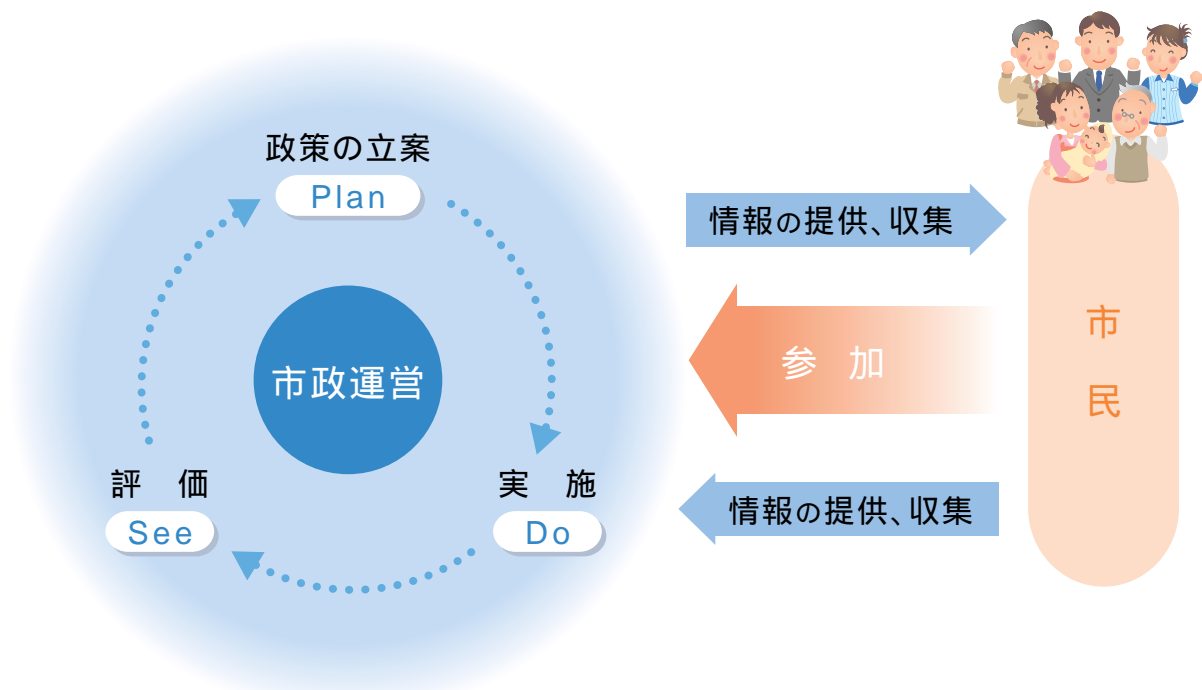 政策の立案
Plan
情報の提供、収集
市政運営
参 加
市民
評 価
See
実 施
Do
情報の提供、収集